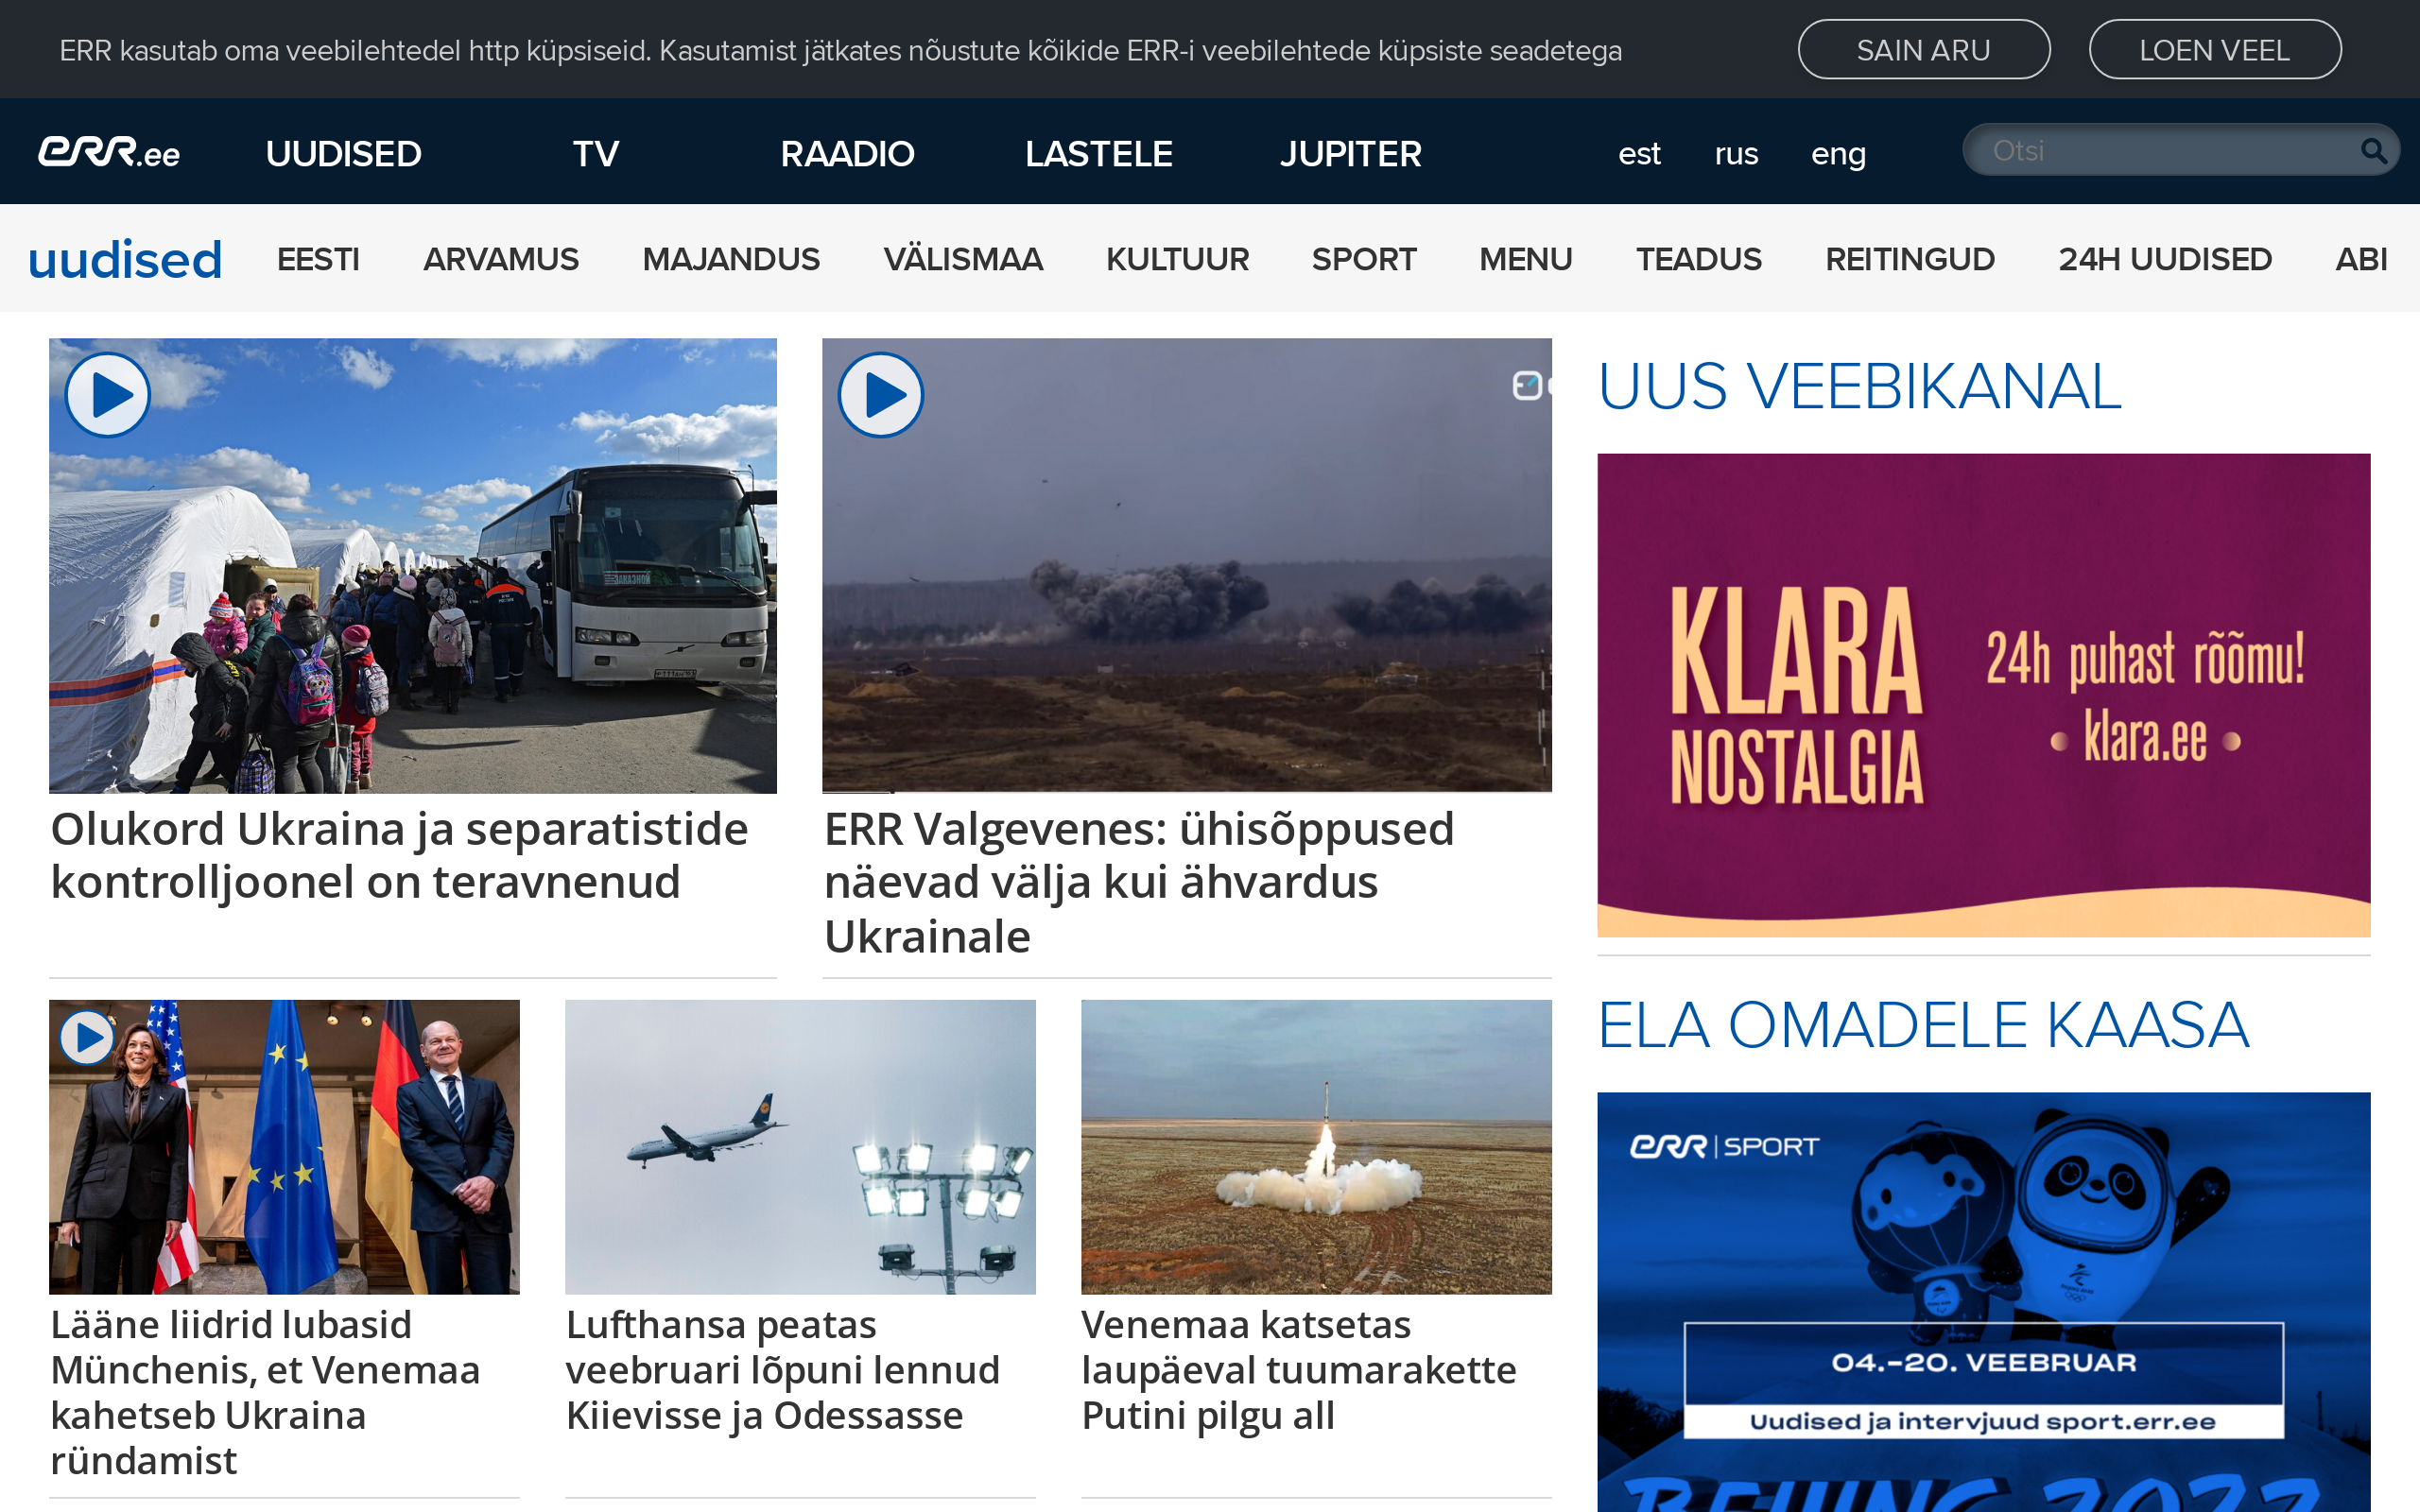 ERR kasutab oma veebilehtedel http küpsiseid. Kasutamist jätkates nõustute kõikide ERR-i veebilehtede küpsiste seadetega
SAIN ARU
LOEN VEEL
err.ee
UUDISED
TV
RAADIO
LASTELE
JUPITER
est
rus
eng
Otsi
uudised
EESTI
ARVAMUS
MAJANDUS
VÄLISMAA
KULTUUR
SPORT
MENU
TEADUS
REITINGUD
24H UUDISED
ABI
Olukord Ukraina ja separatistide
kontrolljoonel on teravnenud
ERR Valgevenes: ühisõppused
näevad välja kui ähvardus
Ukrainale
Lääne liidrid lubasid
Münchenis, et Venemaa
kahetseb Ukraina
ründamist
Lufthansa peatas
veebruari lõpuni lennud
Kiievisse ja Odessasse
Venemaa katsetas
laupäeval tuumarakette
Putini pilgu all
UUS VEEBIKANAL
KLARA
NOSTALGIA
24h puhast rõõmu!
• klara.ee •
ELA OMADELE KAASA
err | SPORT
04.–20. VEEBRUAR
Uudised ja intervjuud sport.err.ee
BEIJING 2022